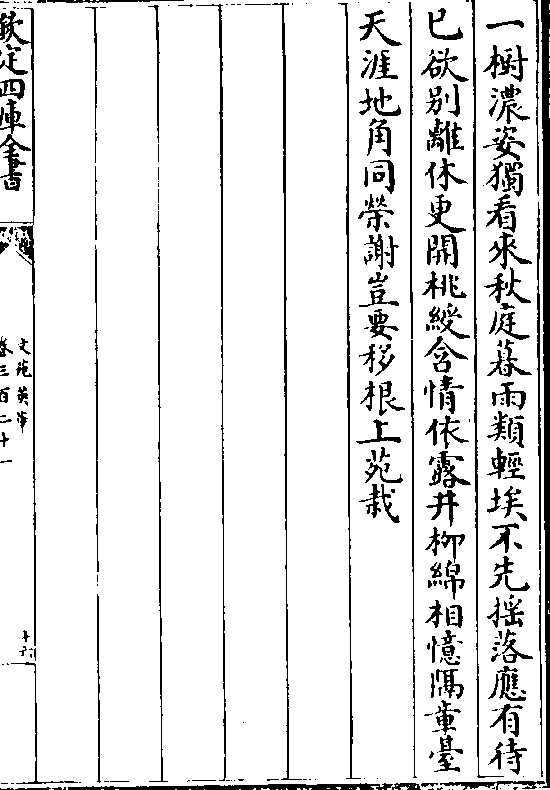 一樹濃姿獨看來秋庭暮雨類輕埃不先揺落應有待
已欲别離休更開桃綬含情依露井栁綿相憶隔章臺
天涯地角同榮謝豈要移根上苑栽
欽定四庫全書
文苑英華
卷三百二十一
十六